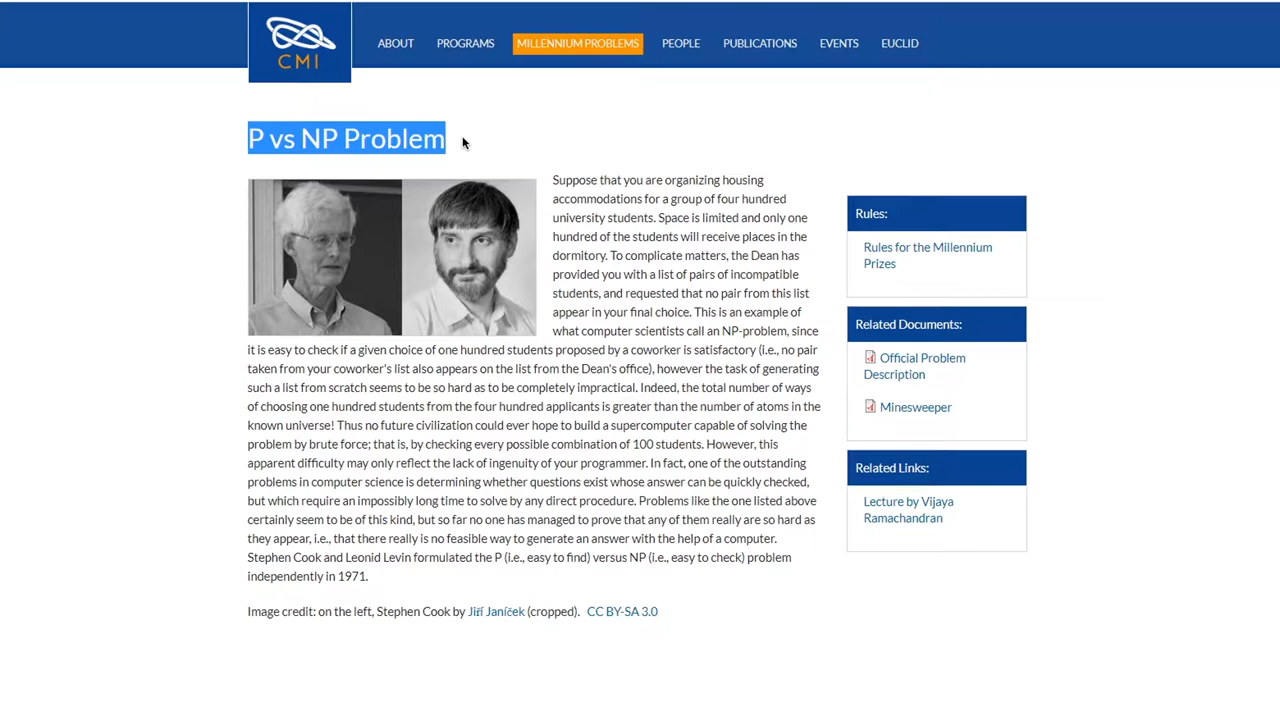 CMI
ABOUT
PROGRAMS
MILLENNIUM PROBLEMS
PEOPLE
PUBLICATIONS
EVENTS
EUCLID
P vs NP Problem
Suppose that you are organizing housing
accommodations for a group of four hundred
university students. Space is limited and only one
hundred of the students will receive places in the
dormitory. To complicate matters, the Dean has
provided you with a list of pairs of incompatible
students, and requested that no pair from this list
appear in your final choice. This is an example of
what computer scientists call an NP-problem, since
it is easy to check if a given choice of one hundred students proposed by a coworker is satisfactory (i.e., no pair
taken from your coworker's list also appears on the list from the Dean's office), however the task of generating
such a list from scratch seems to be so hard as to be completely impractical. Indeed, the total number of ways
of choosing one hundred students from the four hundred applicants is greater than the number of atoms in the
known universe! Thus no future civilization could ever hope to build a supercomputer capable of solving the
problem by brute force; that is, by checking every possible combination of 100 students. However, this
apparent difficulty may only reflect the lack of ingenuity of your programmer. In fact, one of the outstanding
problems in computer science is determining whether questions exist whose answer can be quickly checked,
but which require an impossibly long time to solve by any direct procedure. Problems like the one listed above
certainly seem to be of this kind, but so far no one has managed to prove that any of them really are so hard as
they appear, i.e., that there really is no feasible way to generate an answer with the help of a computer.
Stephen Cook and Leonid Levin formulated the P (i.e., easy to find) versus NP (i.e., easy to check) problem
independently in 1971.
Image credit: on the left, Stephen Cook by Jiří Janíček (cropped). CC BY-SA 3.0
Rules:
Rules for the Millennium
Prizes
Related Documents:
Official Problem
Description
Minesweeper
Related Links:
Lecture by Vijaya
Ramachandran